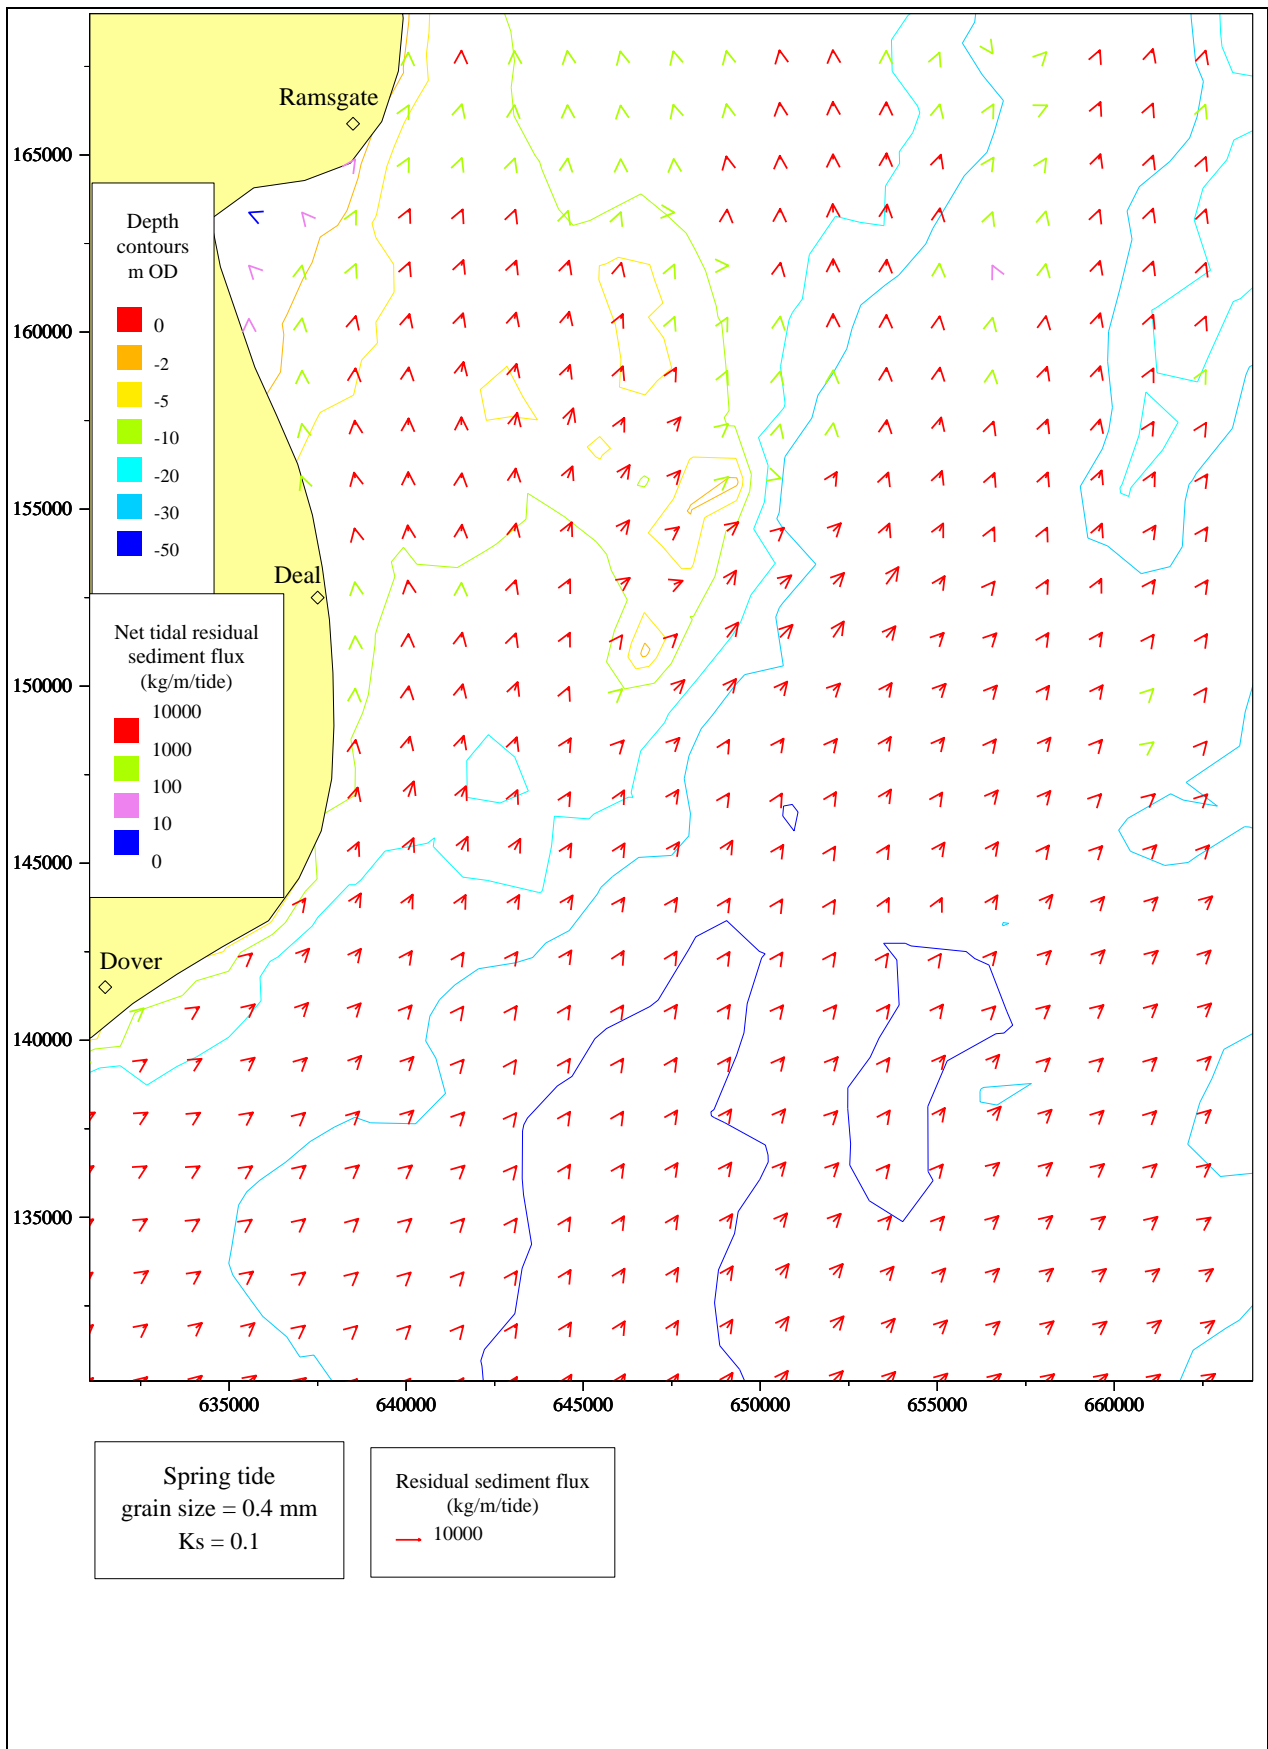 Ramsgate
165000
Depth
contours
m OD
0
-2
-5
-10
-20
-30
-50
160000
155000
Deal
Net tidal residual
sediment flux
(kg/m/tide)
10000
1000
100
10
0
150000
145000
Dover
140000
135000
635000 640000 645000 650000 655000 660000
Spring tide
grain size = 0.4 mm
Ks = 0.1
Residual sediment flux
(kg/m/tide)
10000